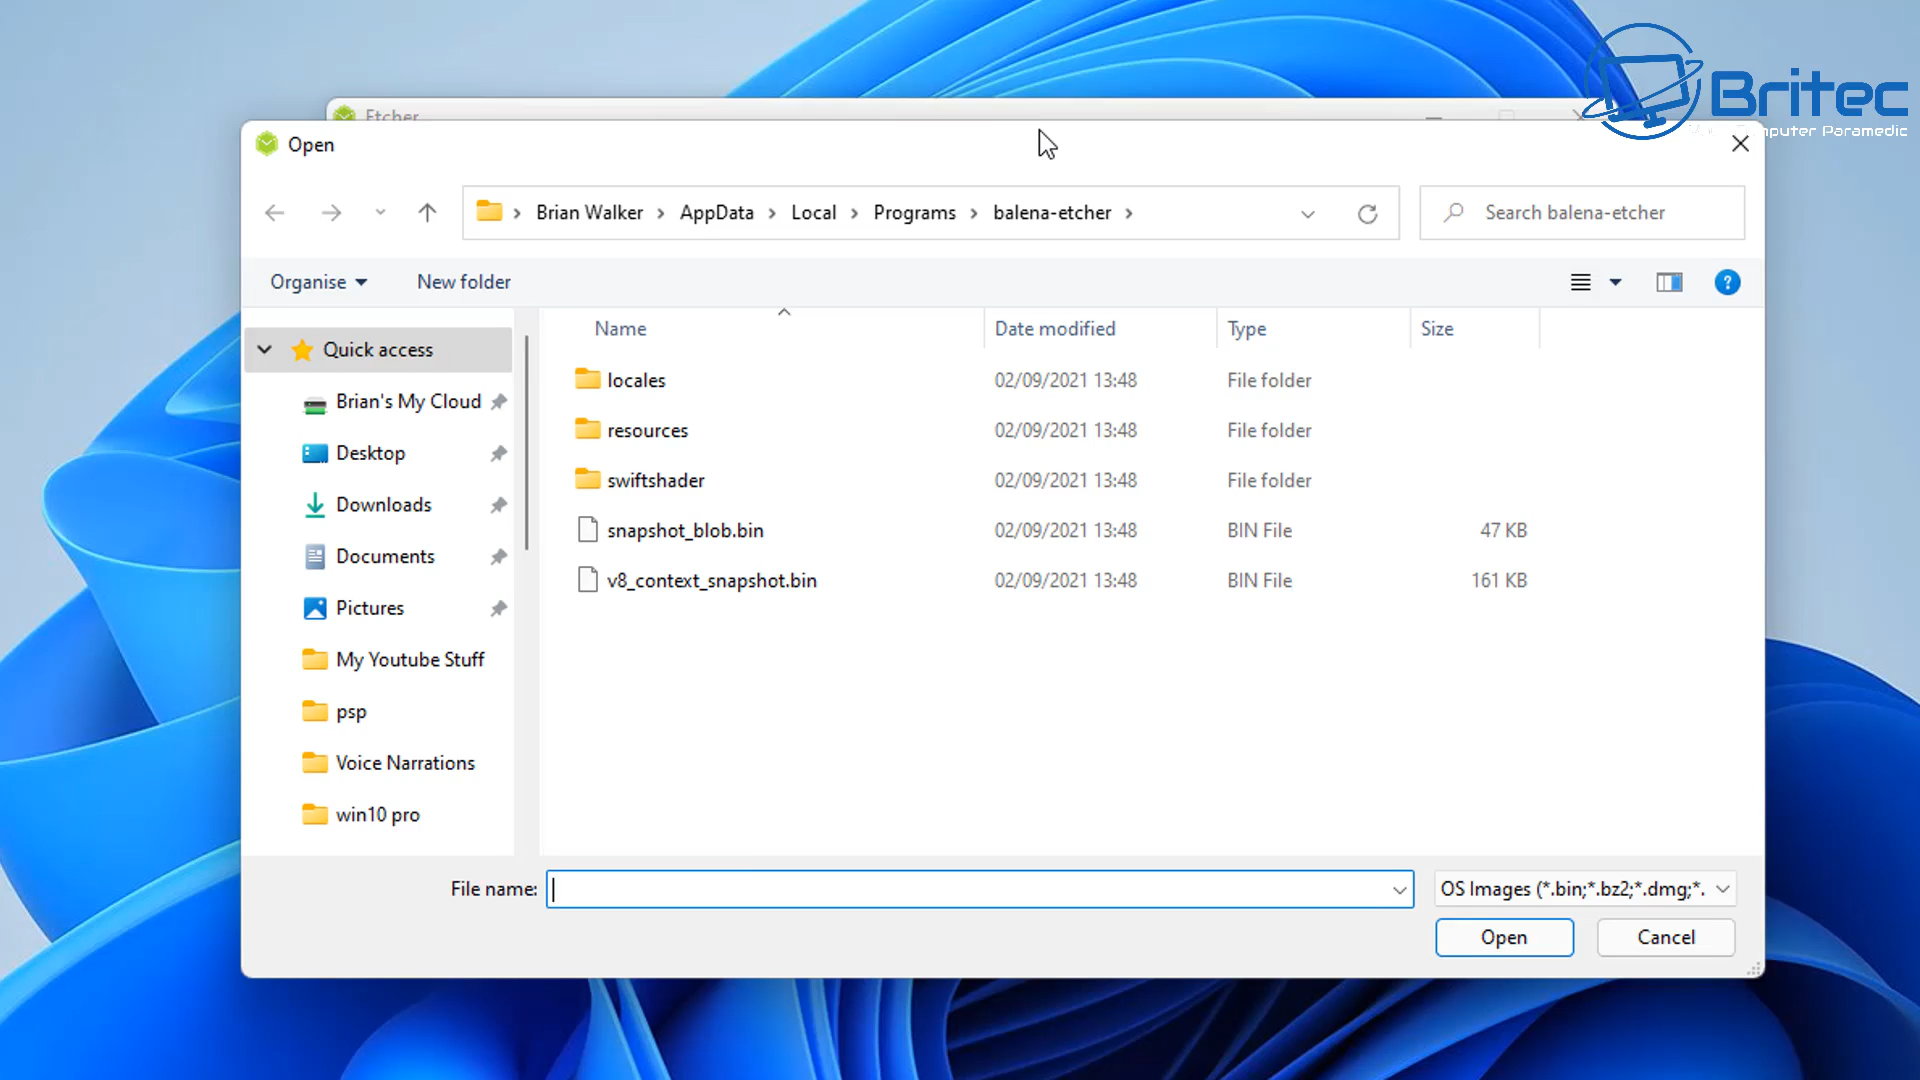 Britec
Computer Paramedic
Etcher
Open
Brian Walker > AppData > Local > Programs > balena-etcher >
Search balena-etcher
Organise
New folder
?
Name
Date modified
Type
Size
Quick access
Brian's My Cloud
Desktop
Downloads
Documents
Pictures
My Youtube Stuff
psp
Voice Narrations
win10 pro
locales 02/09/2021 13:48 File folder
resources 02/09/2021 13:48 File folder
swiftshader 02/09/2021 13:48 File folder
snapshot_blob.bin 02/09/2021 13:48 BIN File 47 KB
v8_context_snapshot.bin 02/09/2021 13:48 BIN File 161 KB
File name:
OS Images (*.bin;*.bz2;*.dmg;*.
Open
Cancel